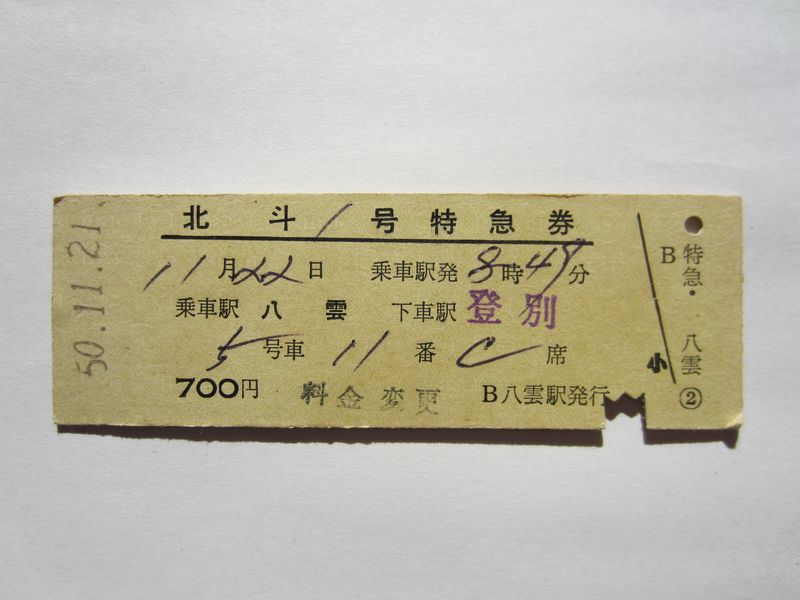 50.11.21.
北斗1号特急券
11月22日 乗車駅発8時49分
乗車駅 八雲 下車駅 登別
5号車 11番 C席
700円 料金変更 B八雲駅発行
小
B
特急・八雲
②